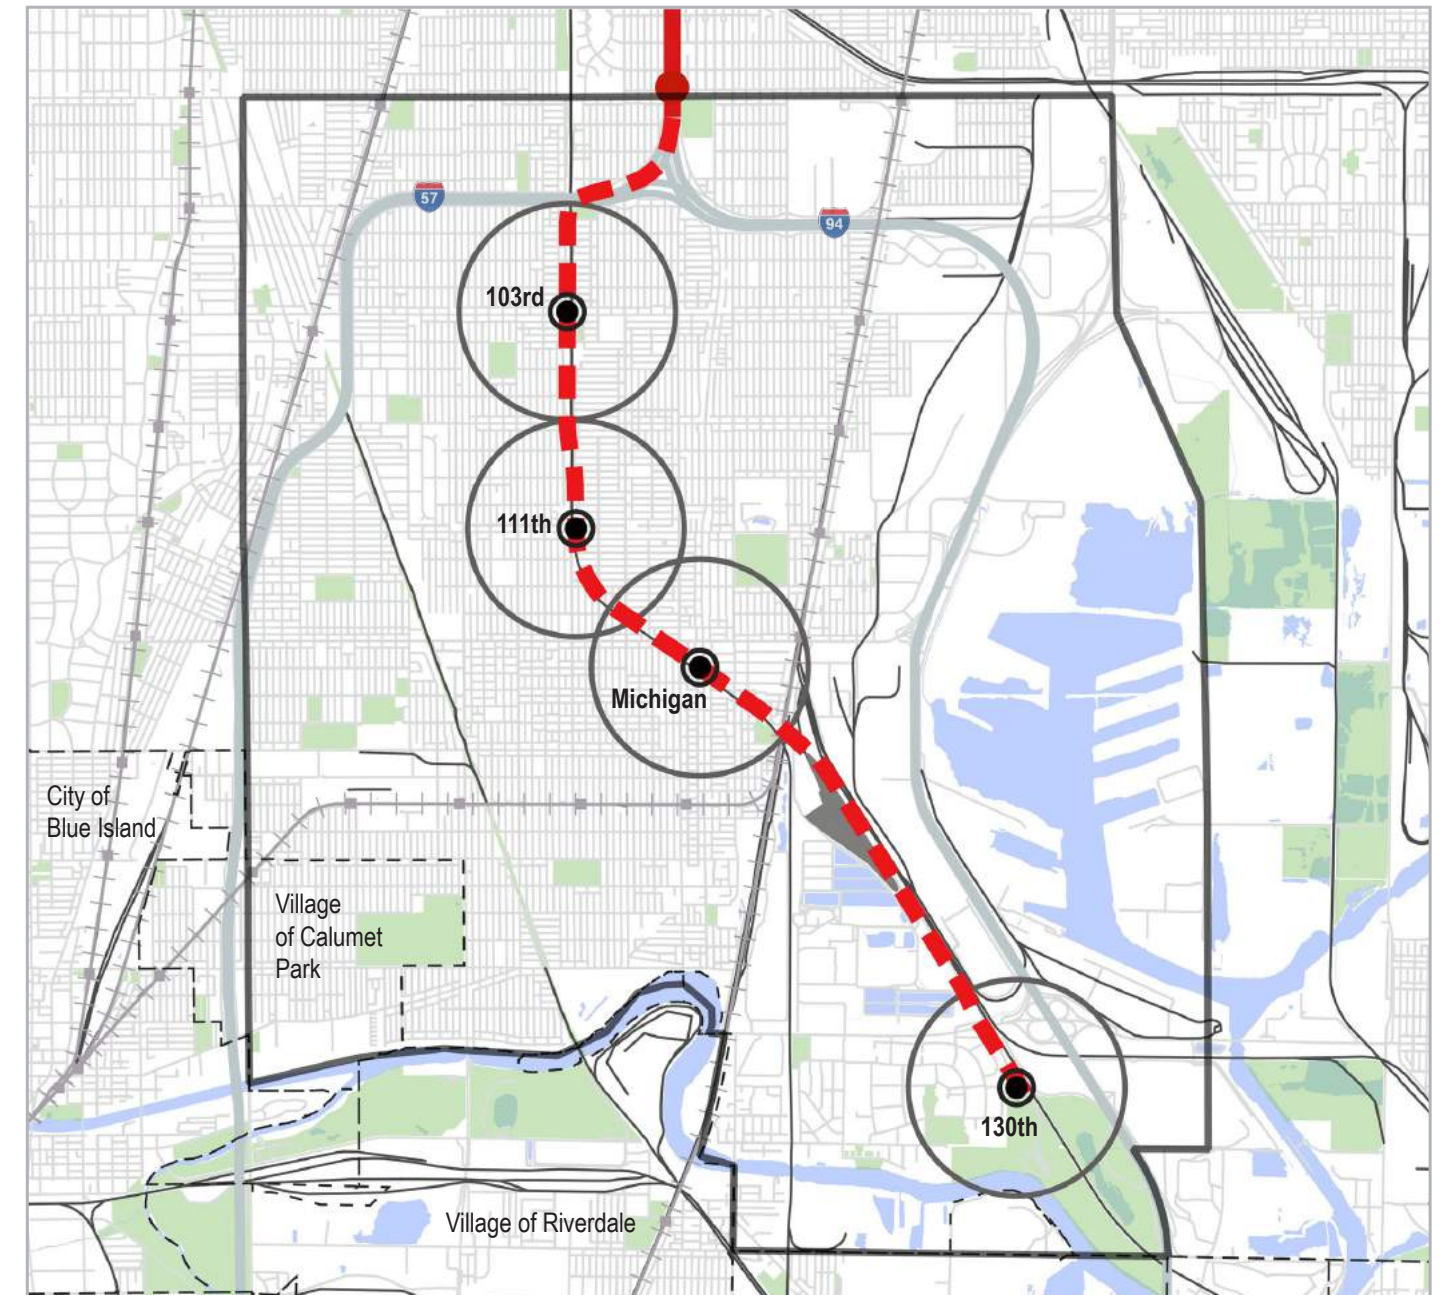 57
94
103rd
111th
Michigan
City of
Blue Island
Village
of Calumet
Park
130th
Village of Riverdale